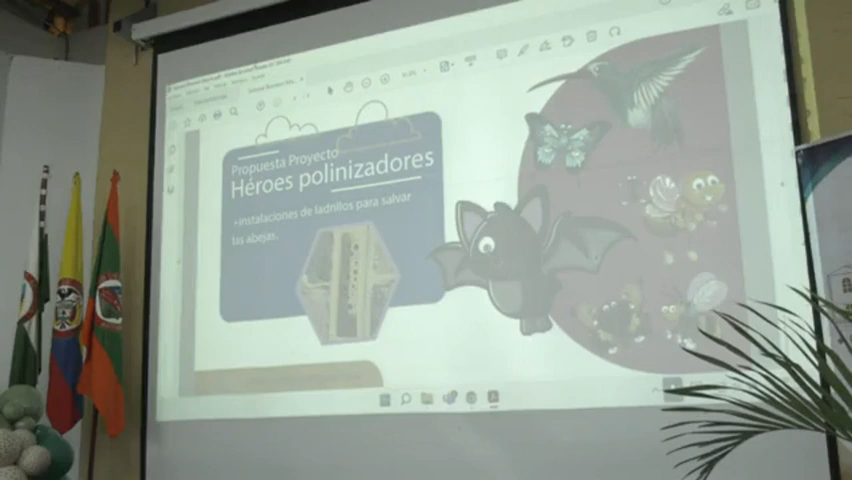 Propuesta Proyecto
Héroes polinizadores
•instalaciones de ladrillos para salvar
las abejas.